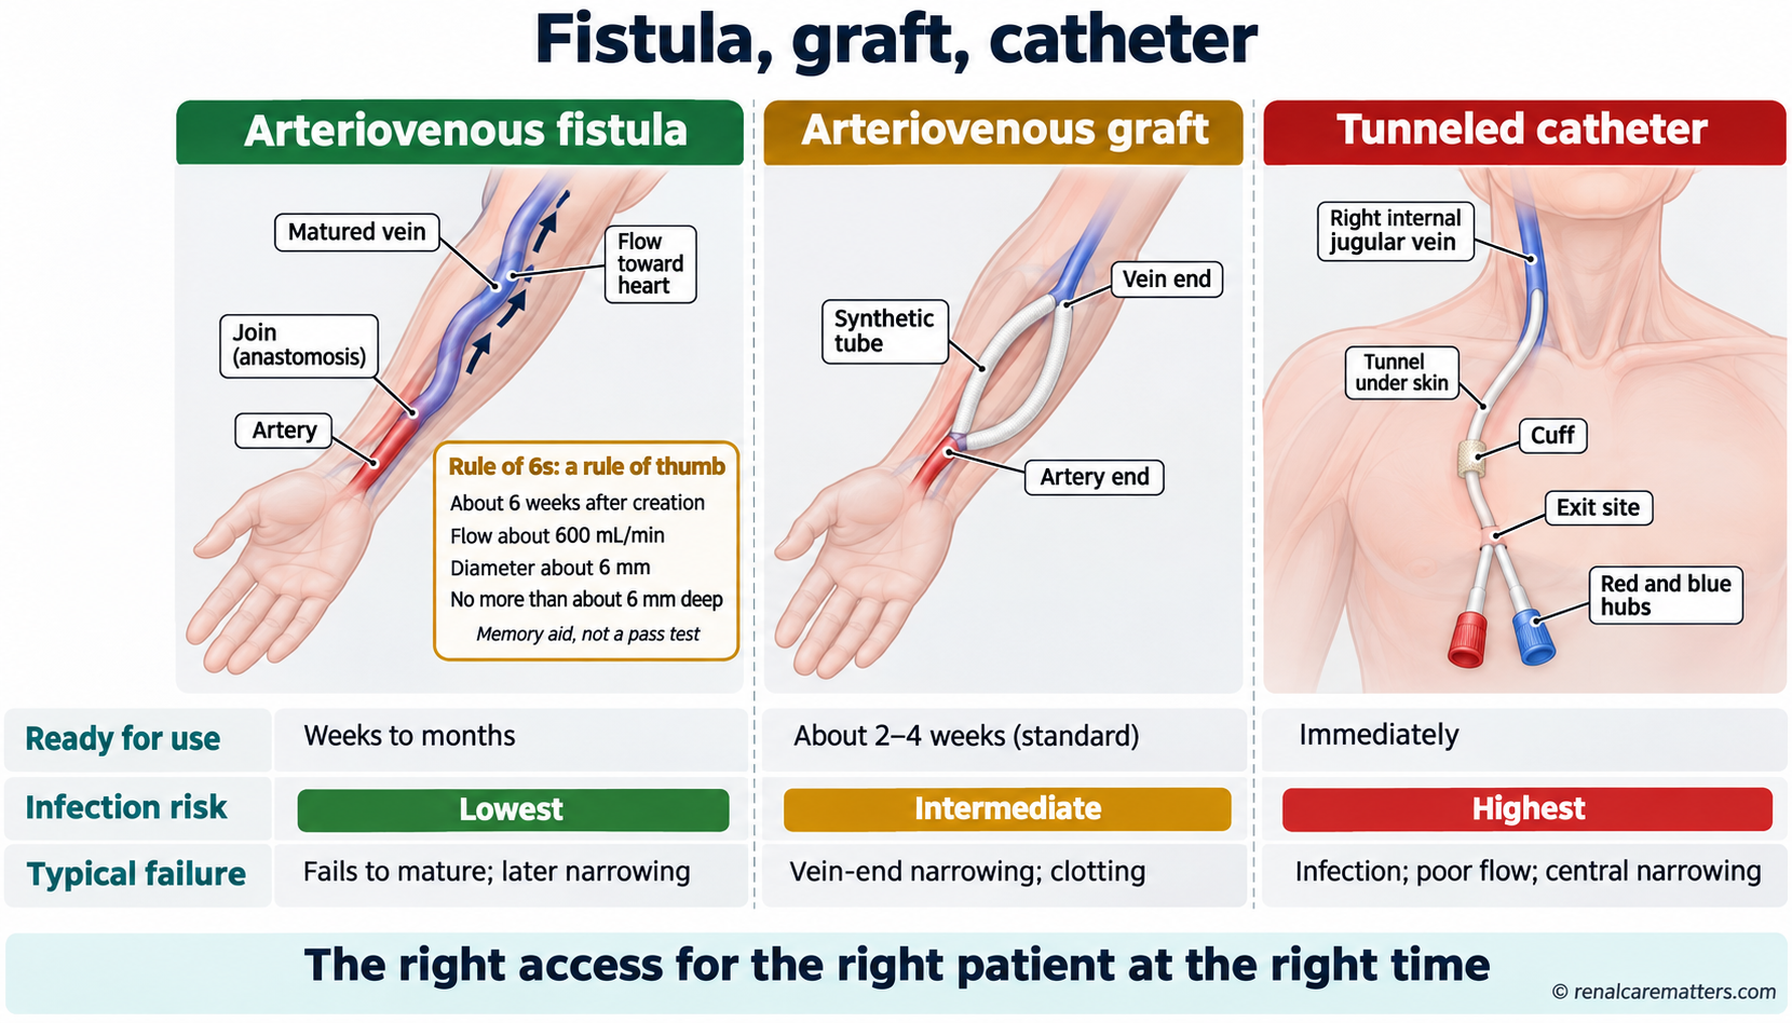 Fistula, graft, catheter
Arteriovenous fistula
Matured vein
Flow
toward
heart
Join
(anastomosis)
Artery
Rule of 6s: a rule of thumb
About 6 weeks after creation
Flow about 600 mL/min
Diameter about 6 mm
No more than about 6 mm deep
Memory aid, not a pass test
Arteriovenous graft
Vein end
Synthetic
tube
Artery end
Tunneled catheter
Right internal
jugular vein
Tunnel
under skin
Cuff
Exit site
Red and blue
hubs
Ready for use
Weeks to months
About 2–4 weeks (standard)
Immediately
Infection risk
Lowest
Intermediate
Highest
Typical failure
Fails to mature; later narrowing
Vein-end narrowing; clotting
Infection; poor flow; central narrowing
The right access for the right patient at the right time
© renalcarematters.com